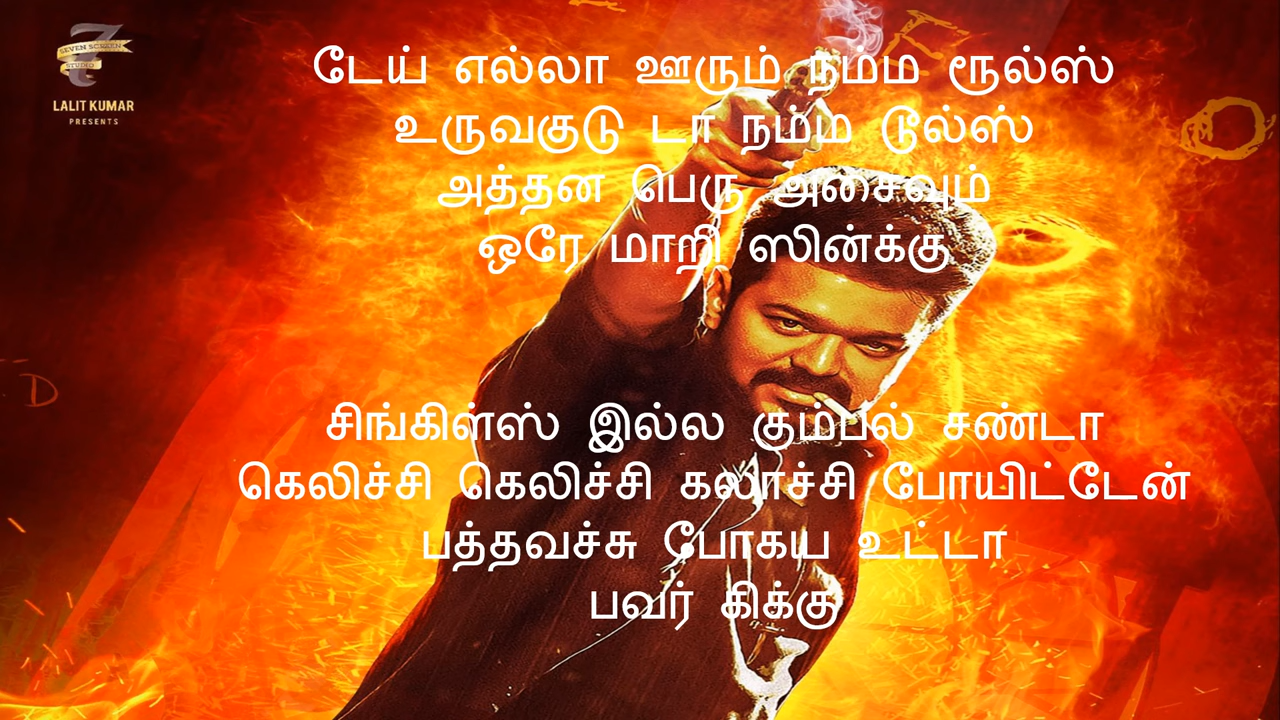 SEVEN SCREEN
STUDIO
LALIT KUMAR
PRESENTS
டேய் எல்லா ஊரும் நம்ம ரூல்ஸ்
உருவகுடு டா நம்ம டூல்ஸ்
அத்தன பெரு அசைவும்
ஒரே மாறி ஸின்க்கு
D
சிங்கிள்ஸ் இல்ல கும்பல் சண்டா
கெலிச்சி கெலிச்சி கலாச்சி போயிட்டேன்
பத்தவச்சு போகய உட்டா
பவர் கிக்கு